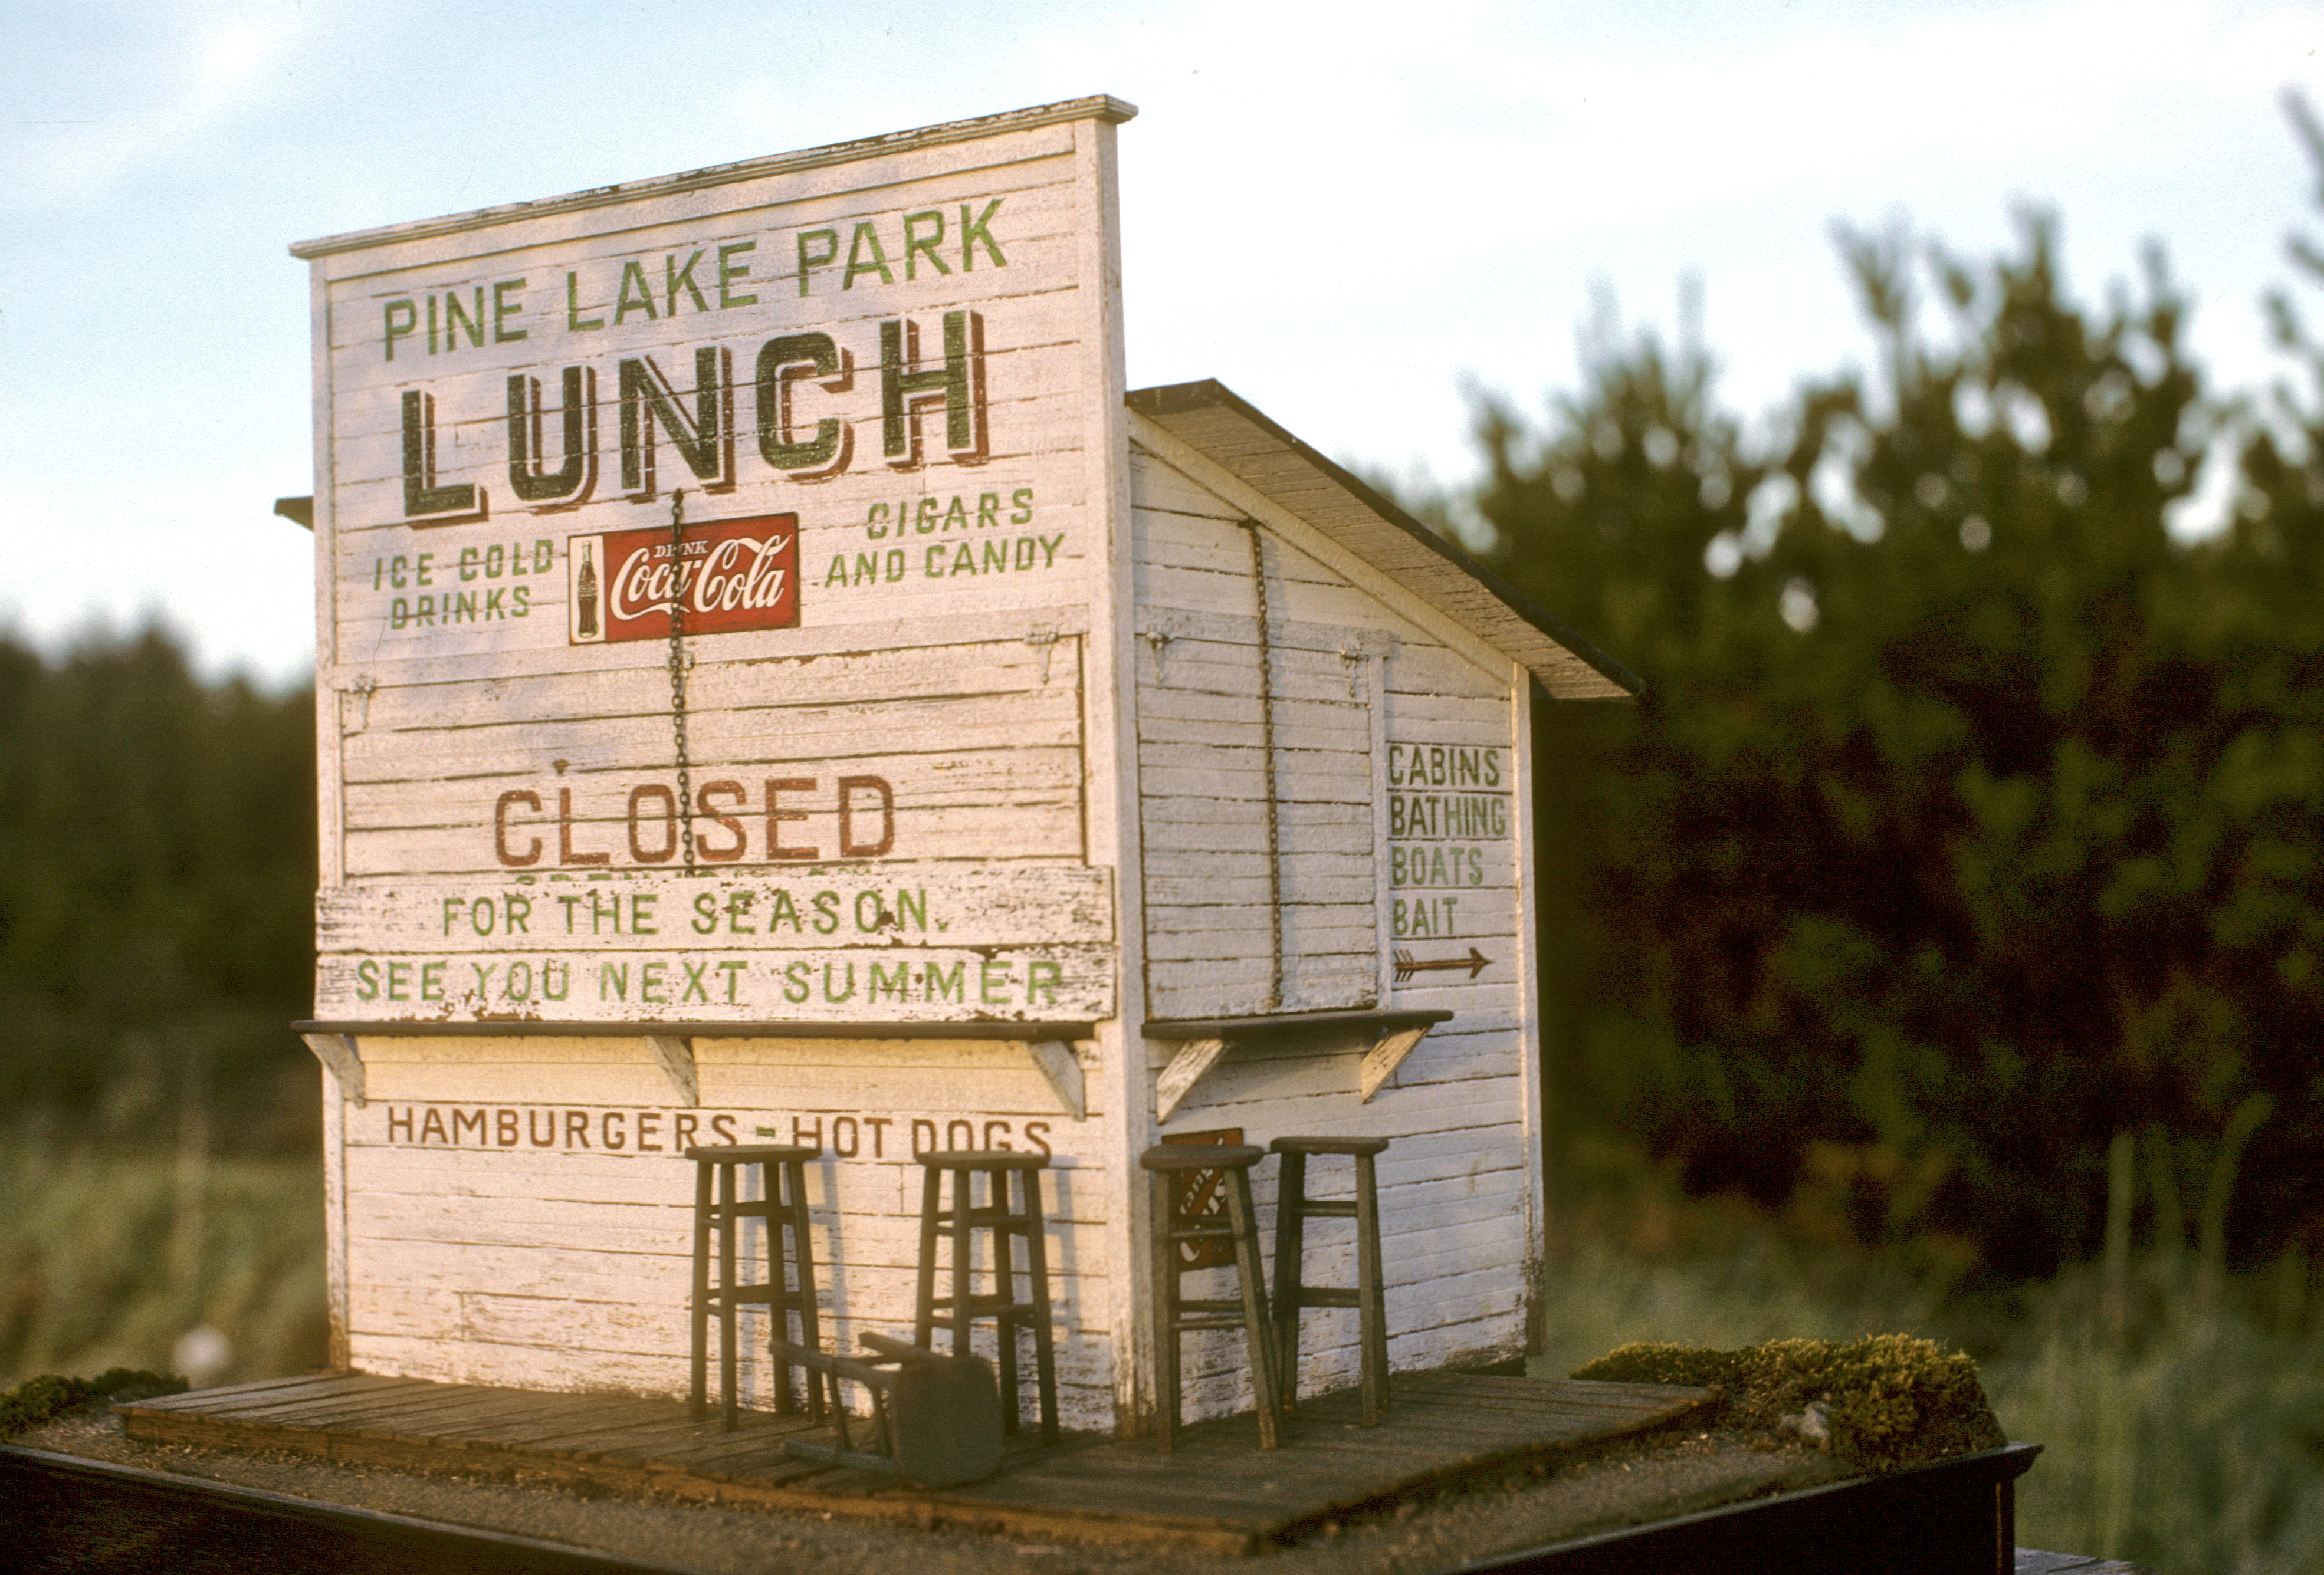 PINE LAKE PARK
LUNCH
ICE COLD
DRINKS
DRINK
Coca-Cola
CIGARS
AND CANDY
CLOSED
FOR THE SEASON.
SEE YOU NEXT SUMMER
HAMBURGERS - HOT DOGS
CABINS
BATHING
BOATS
BAIT